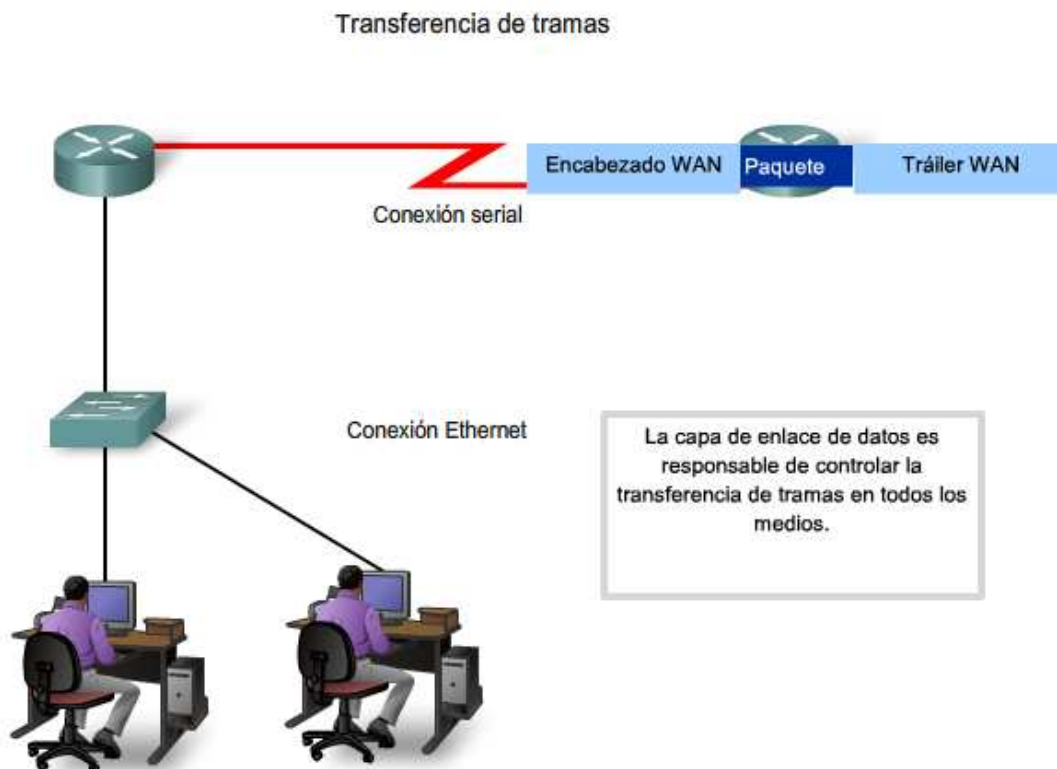 Transferencia de tramas
Encabezado WAN Paquete Tráiler WAN
Conexión serial
Conexión Ethernet
La capa de enlace de datos es
responsable de controlar la
transferencia de tramas en todos los
medios.